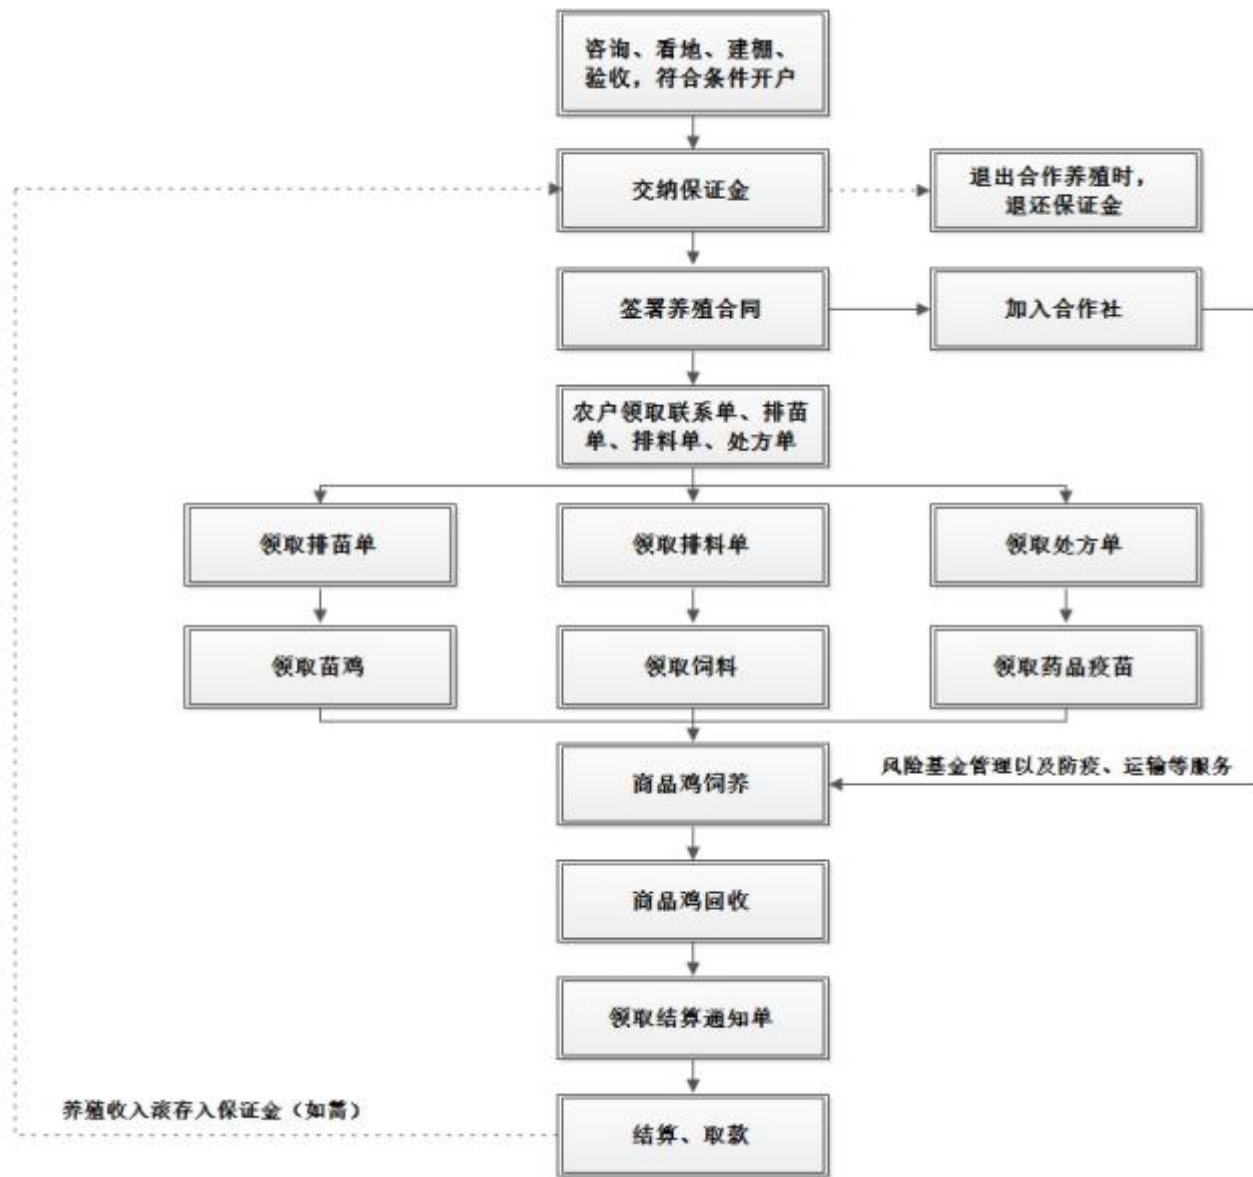 咨询、看地、建棚、
验收，符合条件开户
交纳保证金
退出合作养殖时，
退还保证金
签署养殖合同
加入合作社
农户领取联系单、排苗
单、排料单、处方单
领取排苗单
领取排料单
领取处方单
领取苗鸡
领取饲料
领取药品疫苗
商品鸡饲养
风险基金管理以及防疫、运输等服务
商品鸡回收
领取结算通知单
养殖收入滚存入保证金（如需）
结算、取款